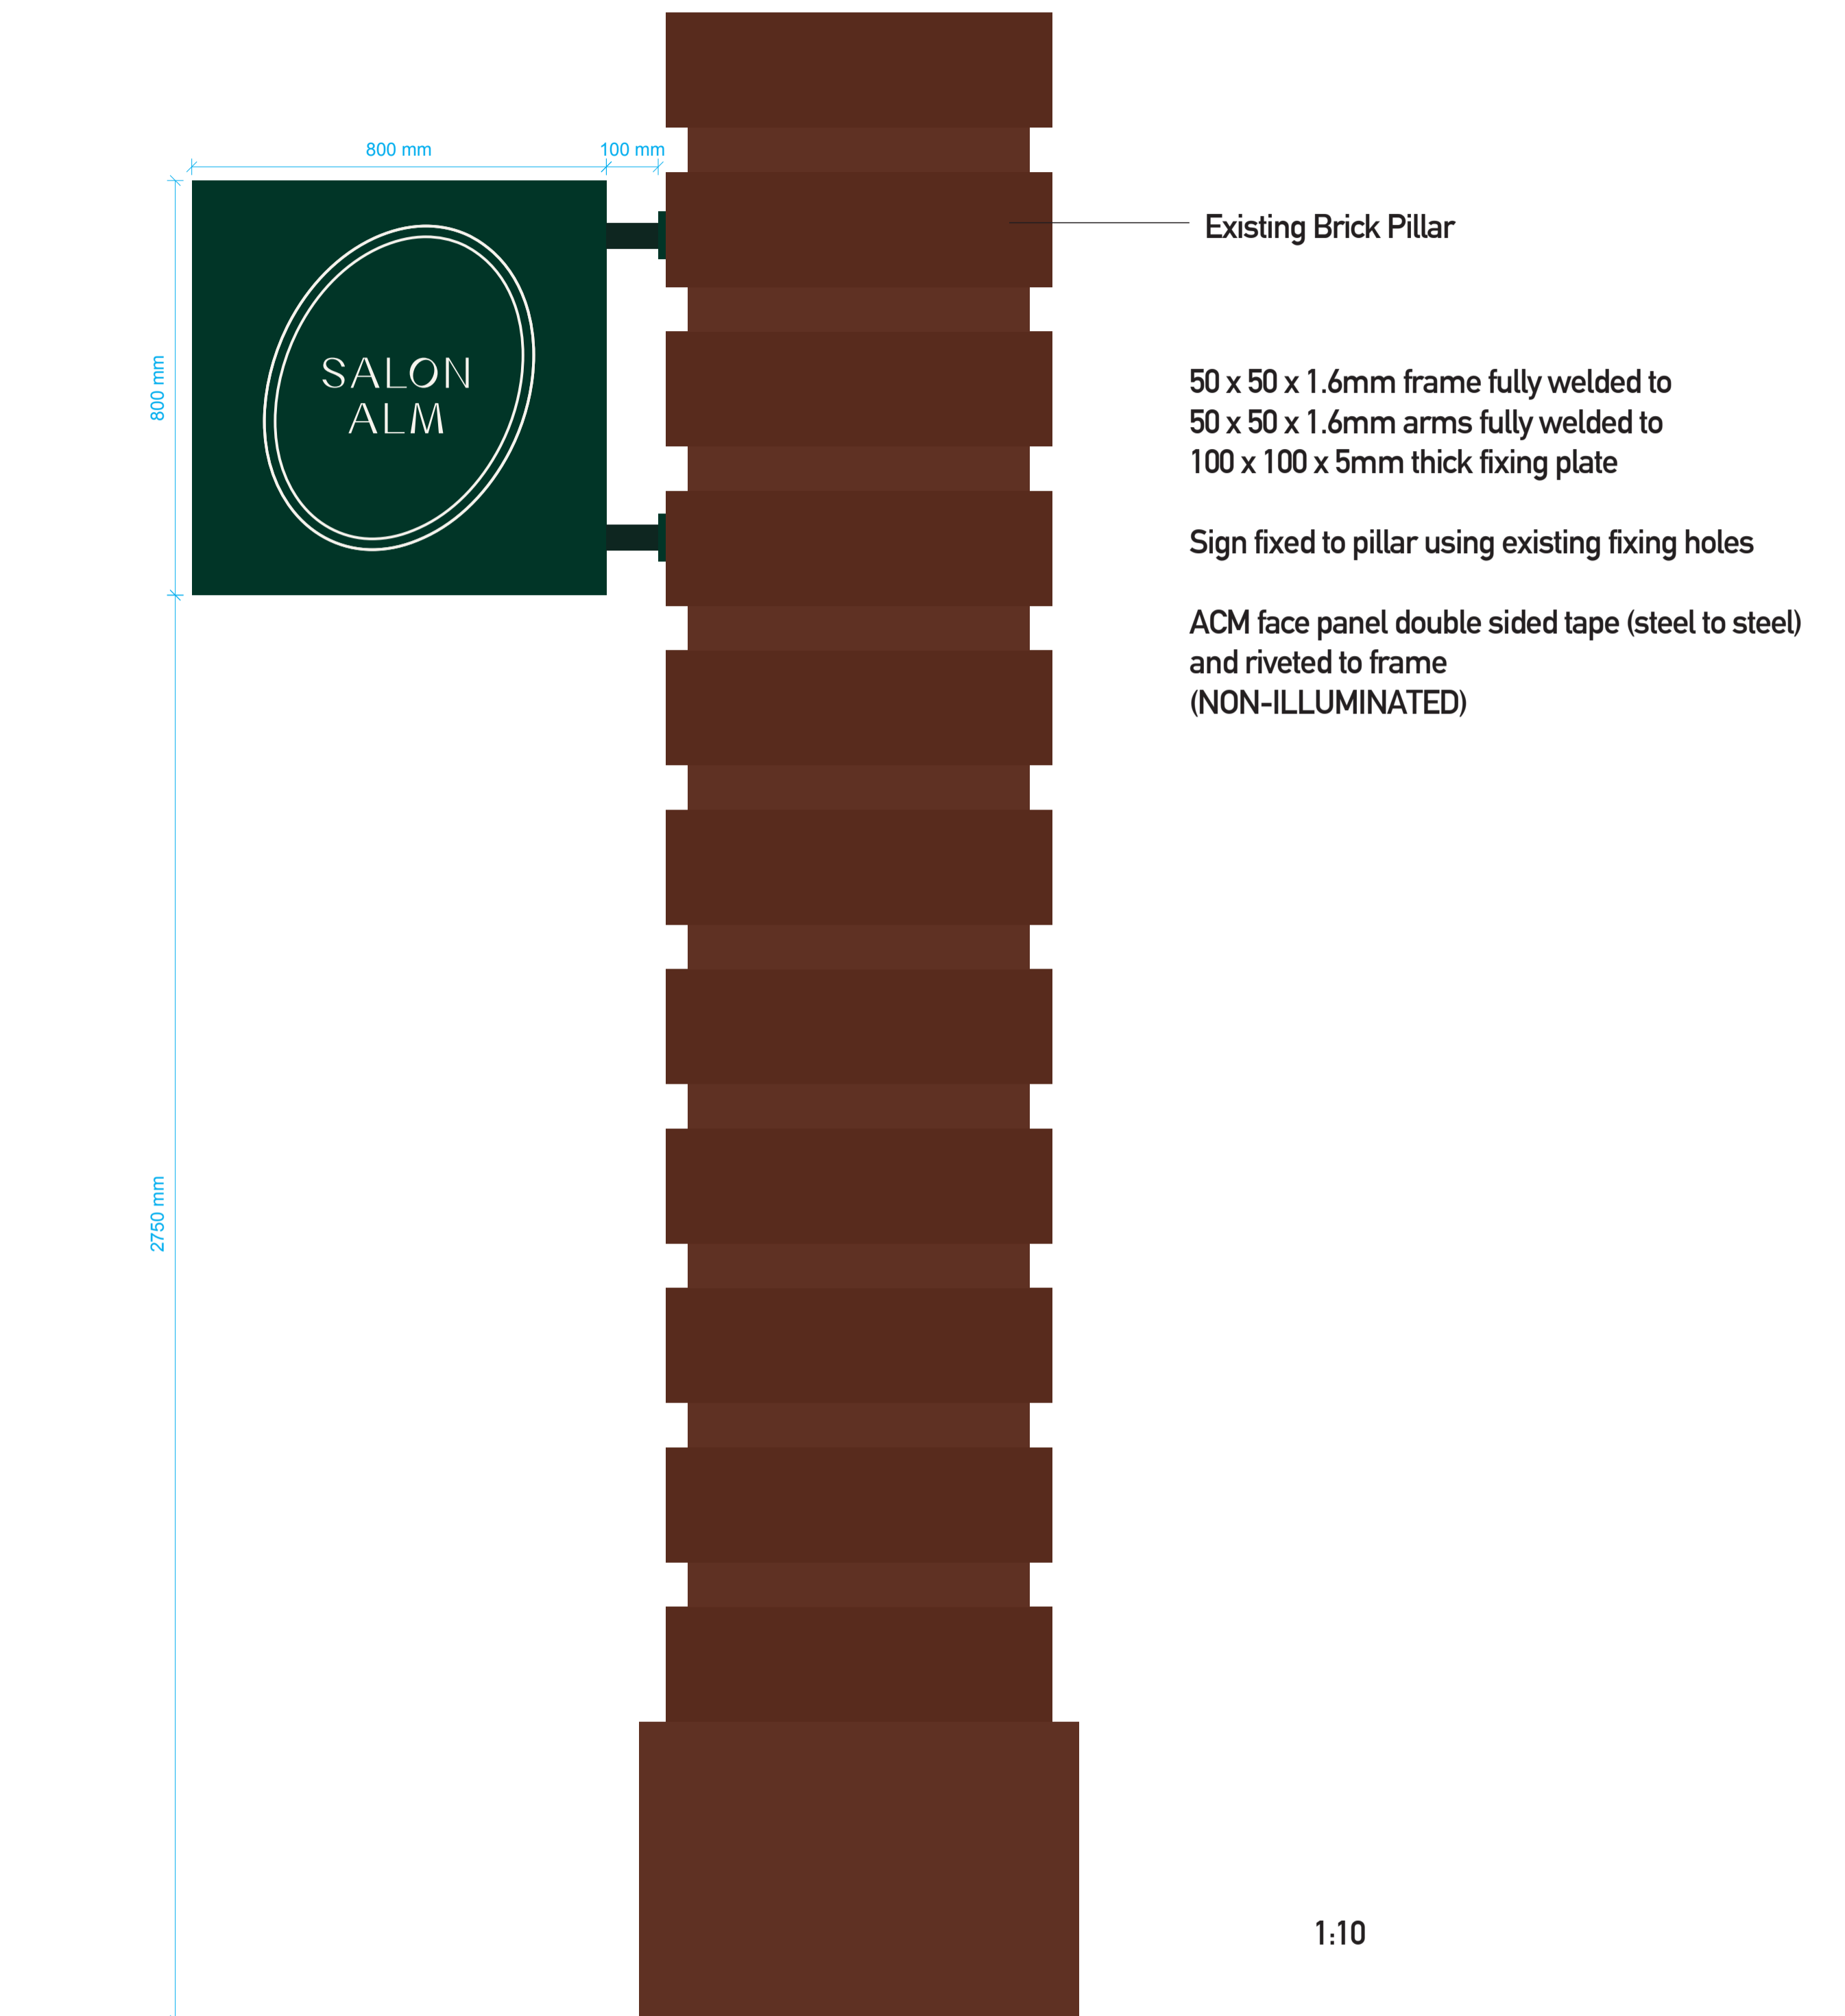 800 mm
100 mm
800 mm
SALON
ALM
Existing Brick Pillar
50 x 50 x 1.6mm frame fully welded to
50 x 50 x 1.6mm arms fully welded to
100 x 100 x 5mm thick fixing plate
Sign fixed to pillar using existing fixing holes
ACM face panel double sided tape (steel to steel)
and riveted to frame
(NON-ILLUMINATED)
2750 mm
1:10